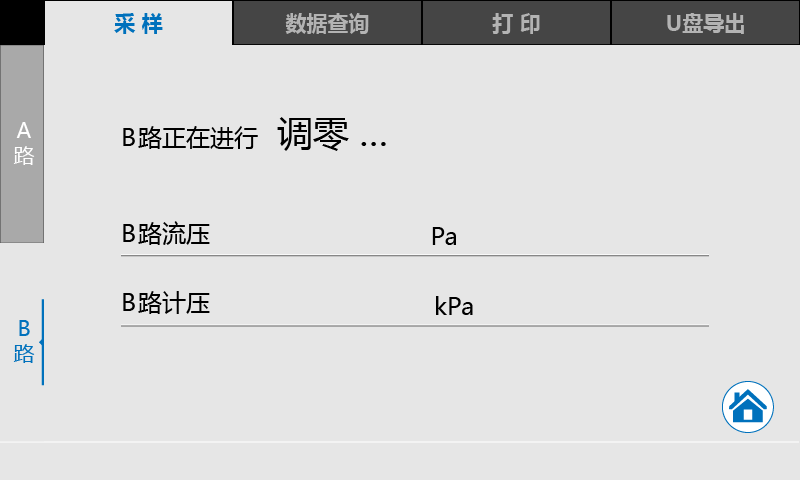 采 样 数据查询 打 印 U盘导出
A
路
B路正在进行 调零 ...
B路流压 Pa
B路计压 kPa
B
路